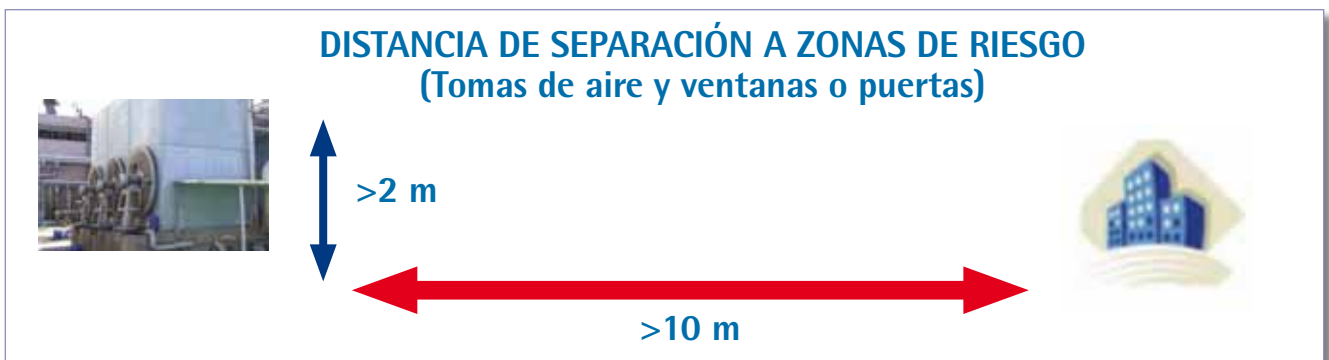 DISTANCIA DE SEPARACIÓN A ZONAS DE RIESGO
(Tomas de aire y ventanas o puertas)
>2 m
>10 m